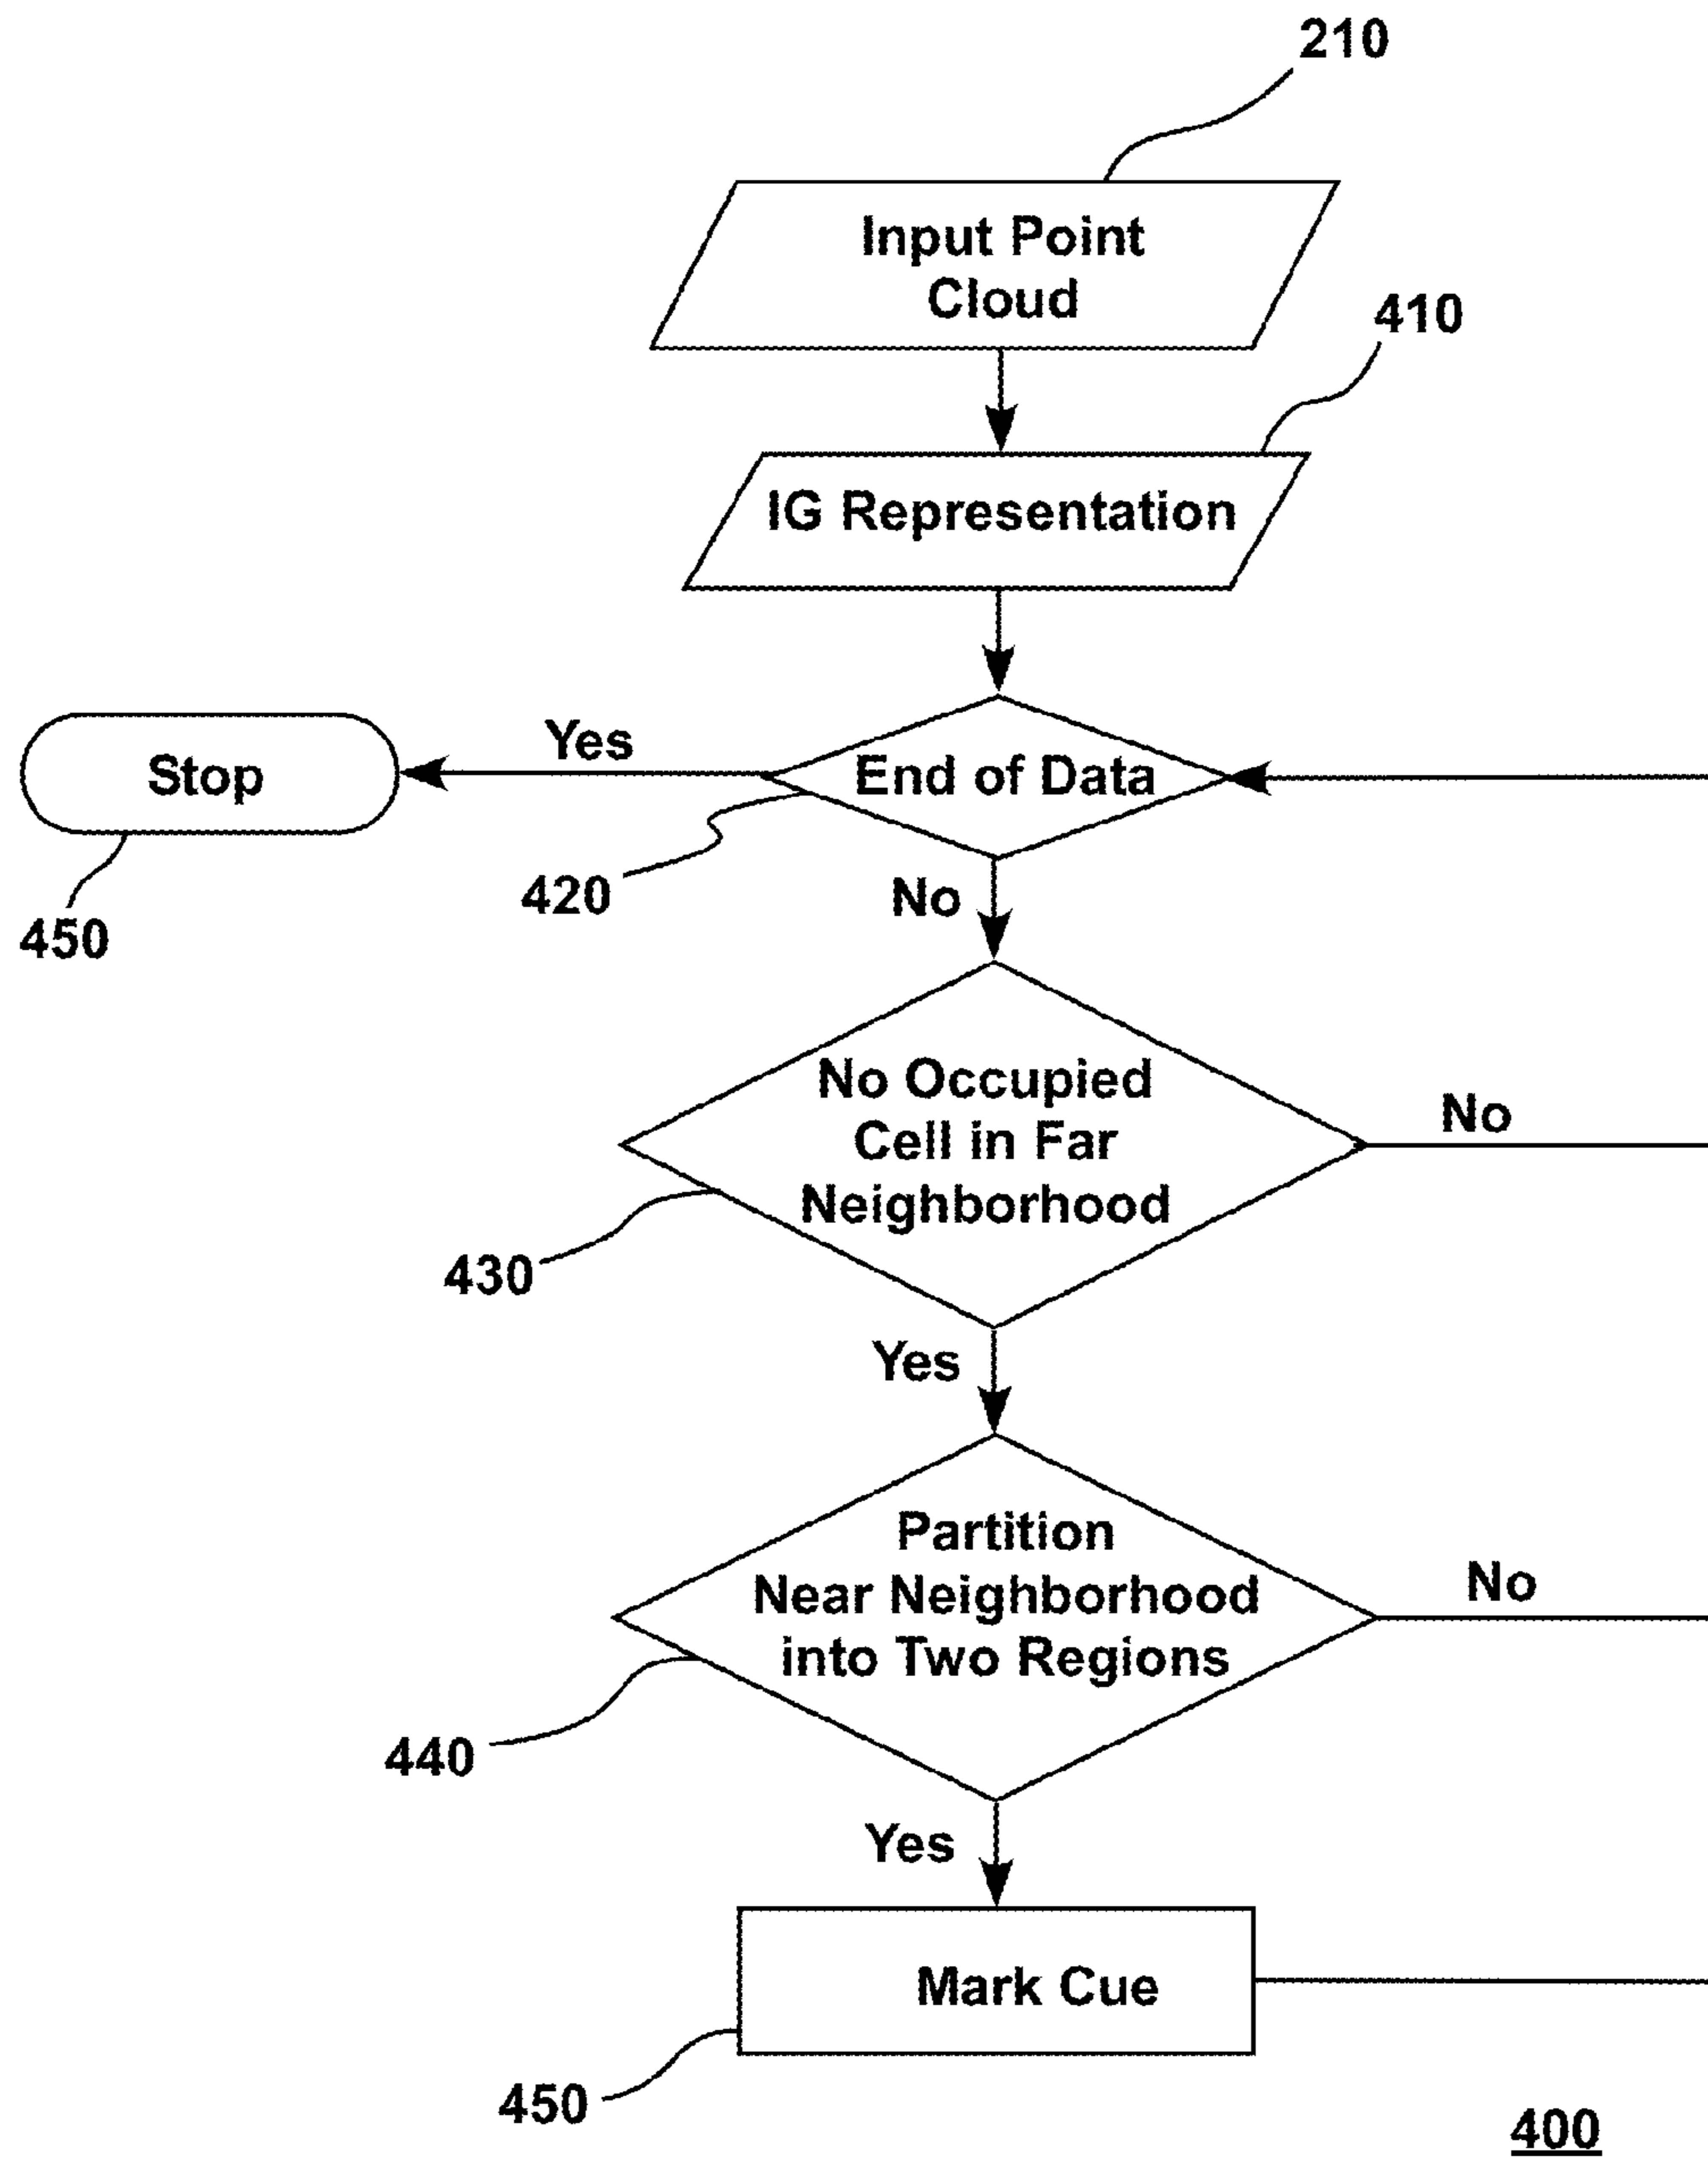 210
Input Point
Cloud
410
IG Representation
Yes
Stop
End of Data
420
No
450
No Occupied
Cell in Far
Neighborhood
No
430
Yes
Partition
Near Neighborhood
into Two Regions
No
440
Yes
Mark Cue
450
400